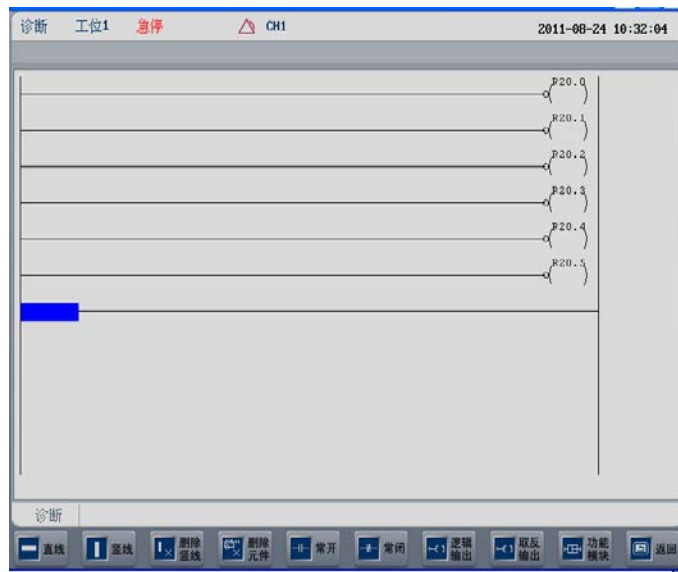 诊断 工位1 急停 CH1 2011-08-24 10:32:04
R20.0
R20.1
R20.2
R20.3
R20.4
R20.5
诊断
直线 竖线 删除竖线 删除元件 常开 常闭 逻辑输出 取反输出 功能模块 返回